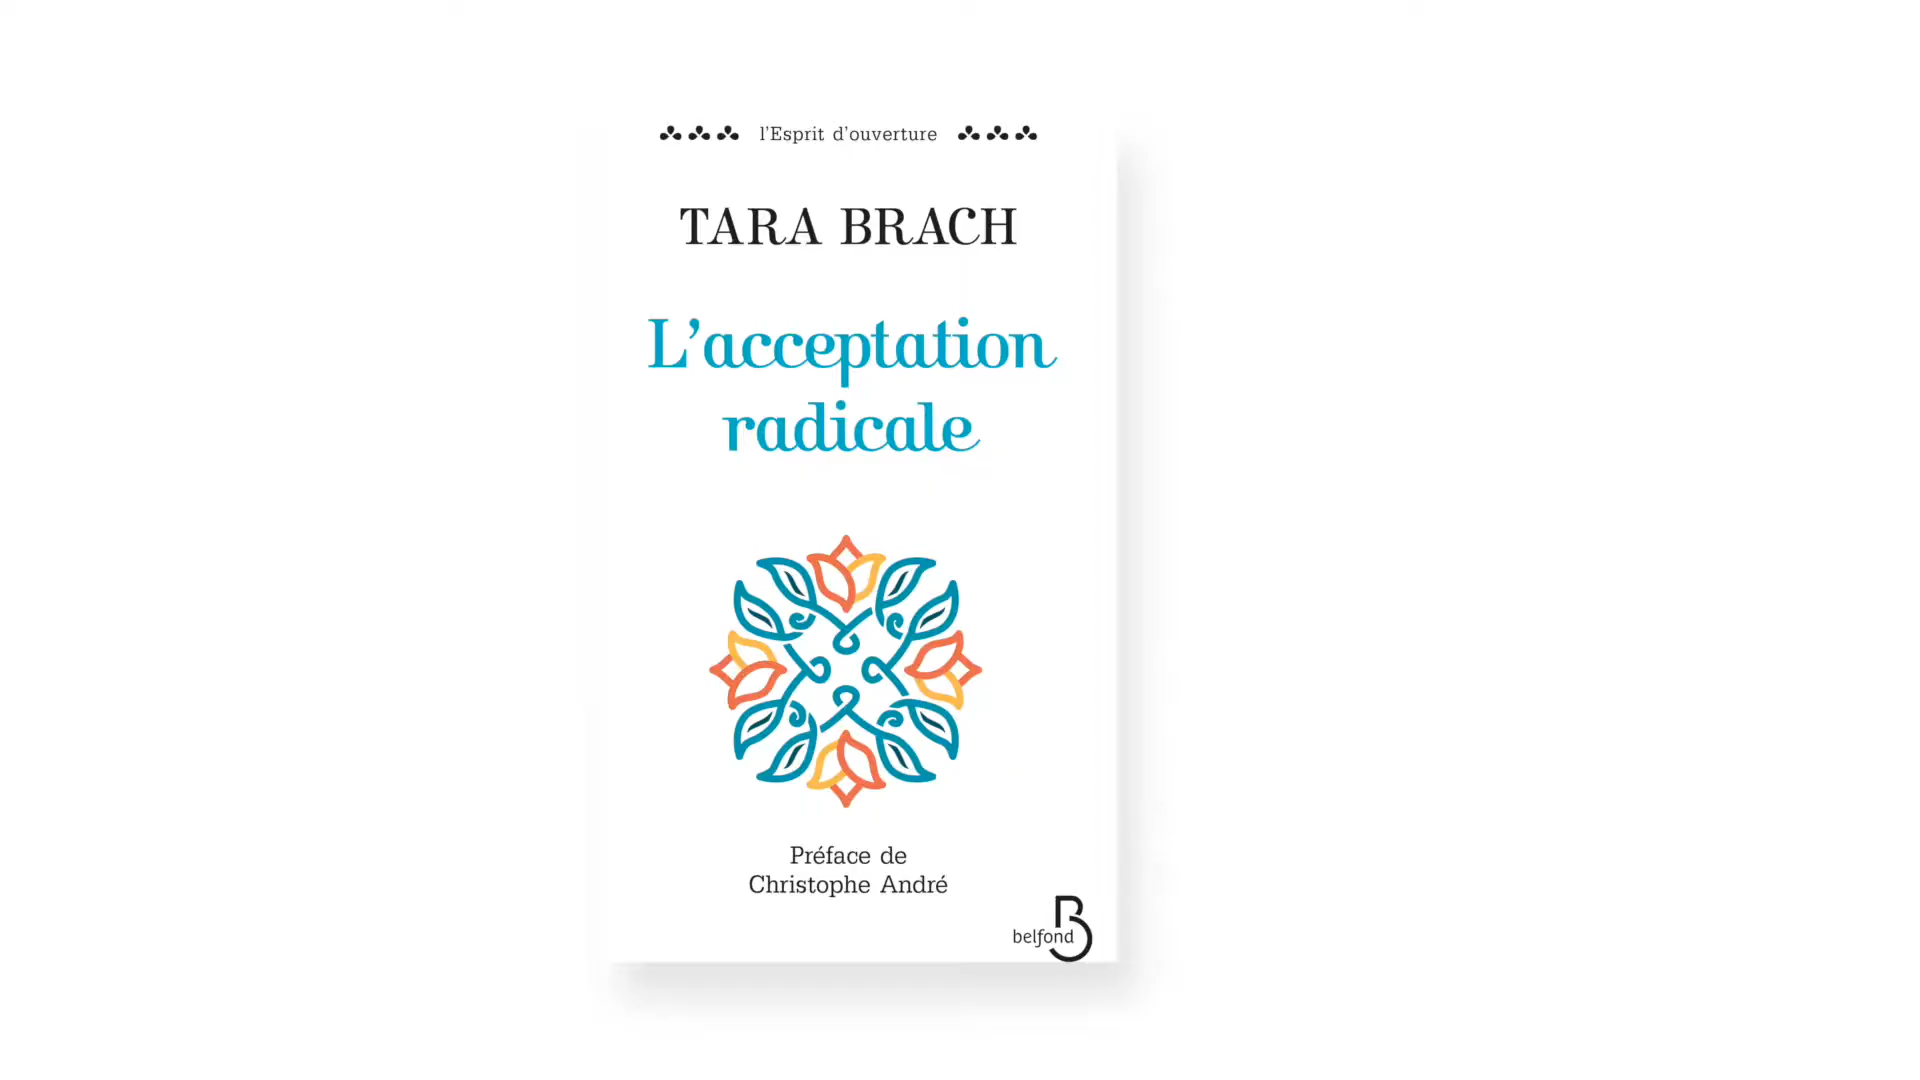 l'Esprit d'ouverture
TARA BRACH
L'acceptation
radicale
Préface de
Christophe André
belfond